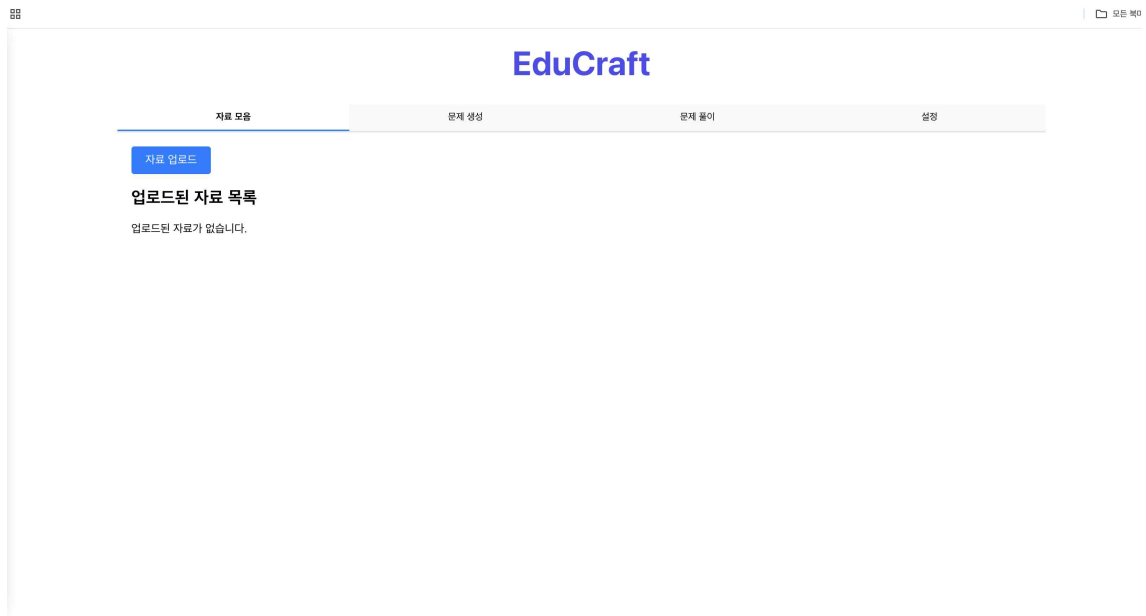 모든 북마
EduCraft
자료 모음 문제 생성 문제 풀이 설정
자료 업로드
업로드된 자료 목록
업로드된 자료가 없습니다.